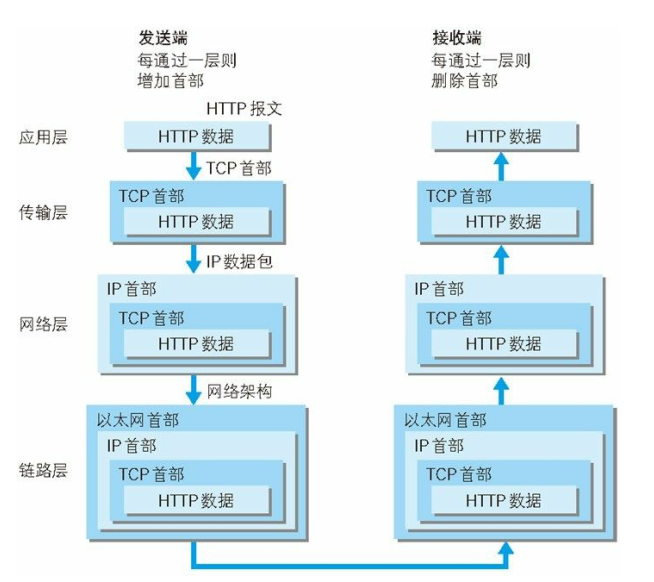 发送端
每通过一层则
增加首部
接收端
每通过一层则
删除首部
HTTP 报文
应用层
HTTP 数据
HTTP 数据
TCP 首部
传输层
TCP 首部
HTTP 数据
TCP 首部
HTTP 数据
IP 数据包
网络层
IP 首部
TCP 首部
HTTP 数据
IP 首部
TCP 首部
HTTP 数据
网络架构
链路层
以太网首部
IP 首部
TCP 首部
HTTP 数据
以太网首部
IP 首部
TCP 首部
HTTP 数据